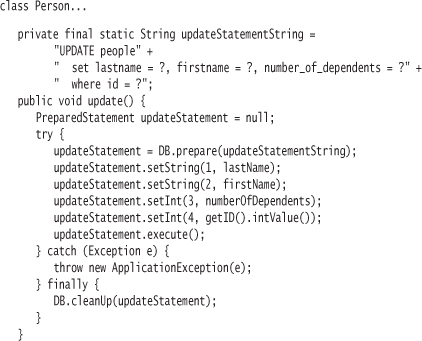 class Person...
private final static String updateStatementString =
"UPDATE people" +
"  set lastname = ?, firstname = ?, number_of_dependents = ?" +
"  where id = ?";
public void update() {
PreparedStatement updateStatement = null;
try {
updateStatement = DB.prepare(updateStatementString);
updateStatement.setString(1, lastName);
updateStatement.setString(2, firstName);
updateStatement.setInt(3, numberOfDependents);
updateStatement.setInt(4, getID().intValue());
updateStatement.execute();
} catch (Exception e) {
throw new ApplicationException(e);
} finally {
DB.cleanUp(updateStatement);
}
}